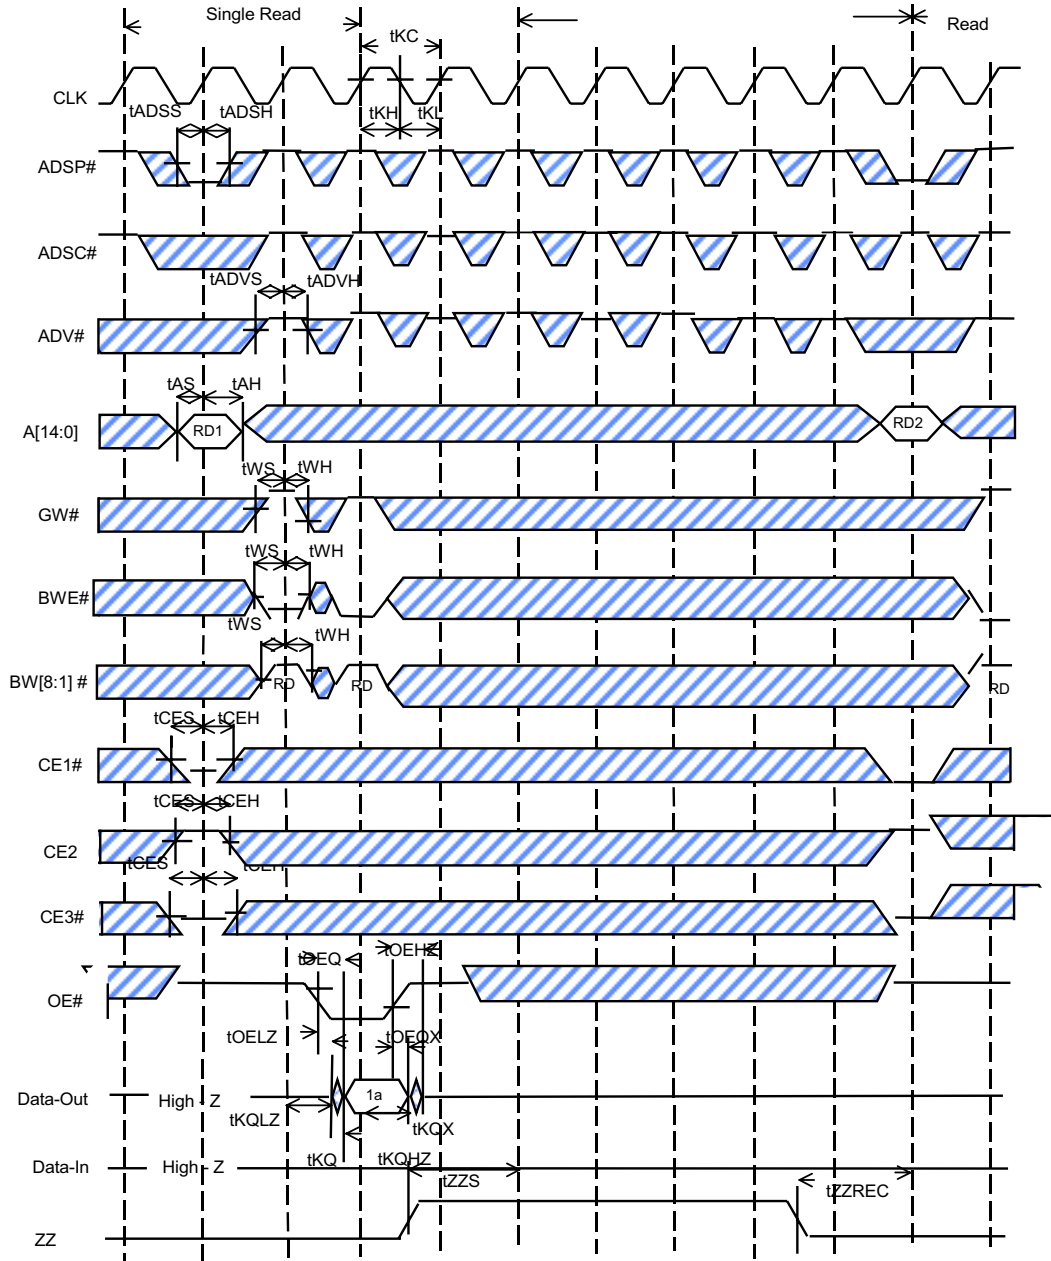 Single Read
Read
tKC
CLK
tADSS
tADSH
tKH
tKL
ADSP#
ADSC#
tADVS
tADVH
ADV#
tAS
tAH
A[14:0]
RD1
RD2
tWS
tWH
GW#
tWS
tWH
BWE#
tWS
tWH
BW[8:1] #
RD
RD
RD
tCES
tCEH
CE1#
tCES
tCEH
CE2
tCES
tCEH
CE3#
tOEQ
tOEHZ
OE#
tOELZ
tOEQX
Data-Out
High - Z
1a
tKQLZ
tKQX
tKQ
tKQHZ
Data-In
High - Z
tZZS
tZZREC
ZZ